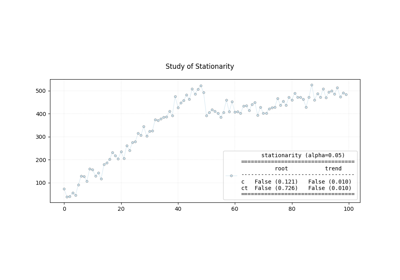 Study of Stationarity
500
400
300
200
100
stationarity (alpha=0.05)
==================================
root trend
----------------------------------
c False (0.121) False (0.010)
ct False (0.726) False (0.010)
==================================
0 20 40 60 80 100